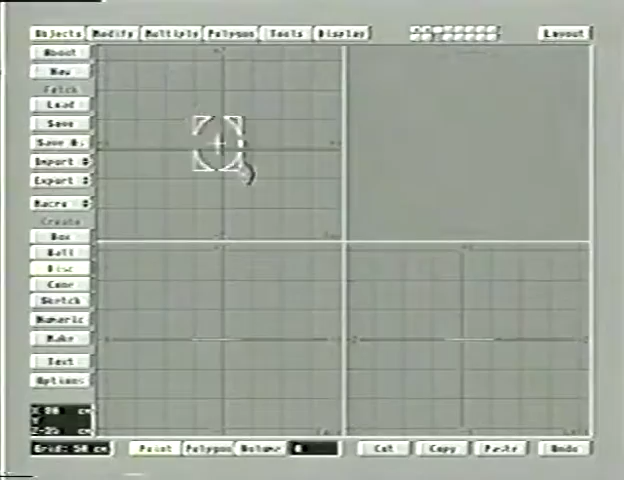 Objects Modify Multiply Polygon Tools Display Layout
About
New
Fetch
Load
Save
Save As
Import
Export
Macro
Create
Box
Ball
Disc
Cone
Sketch
Numeric
Make
Text
Options
Grid: 50 cm Point Polygon Volume Cut Copy Paste Undo